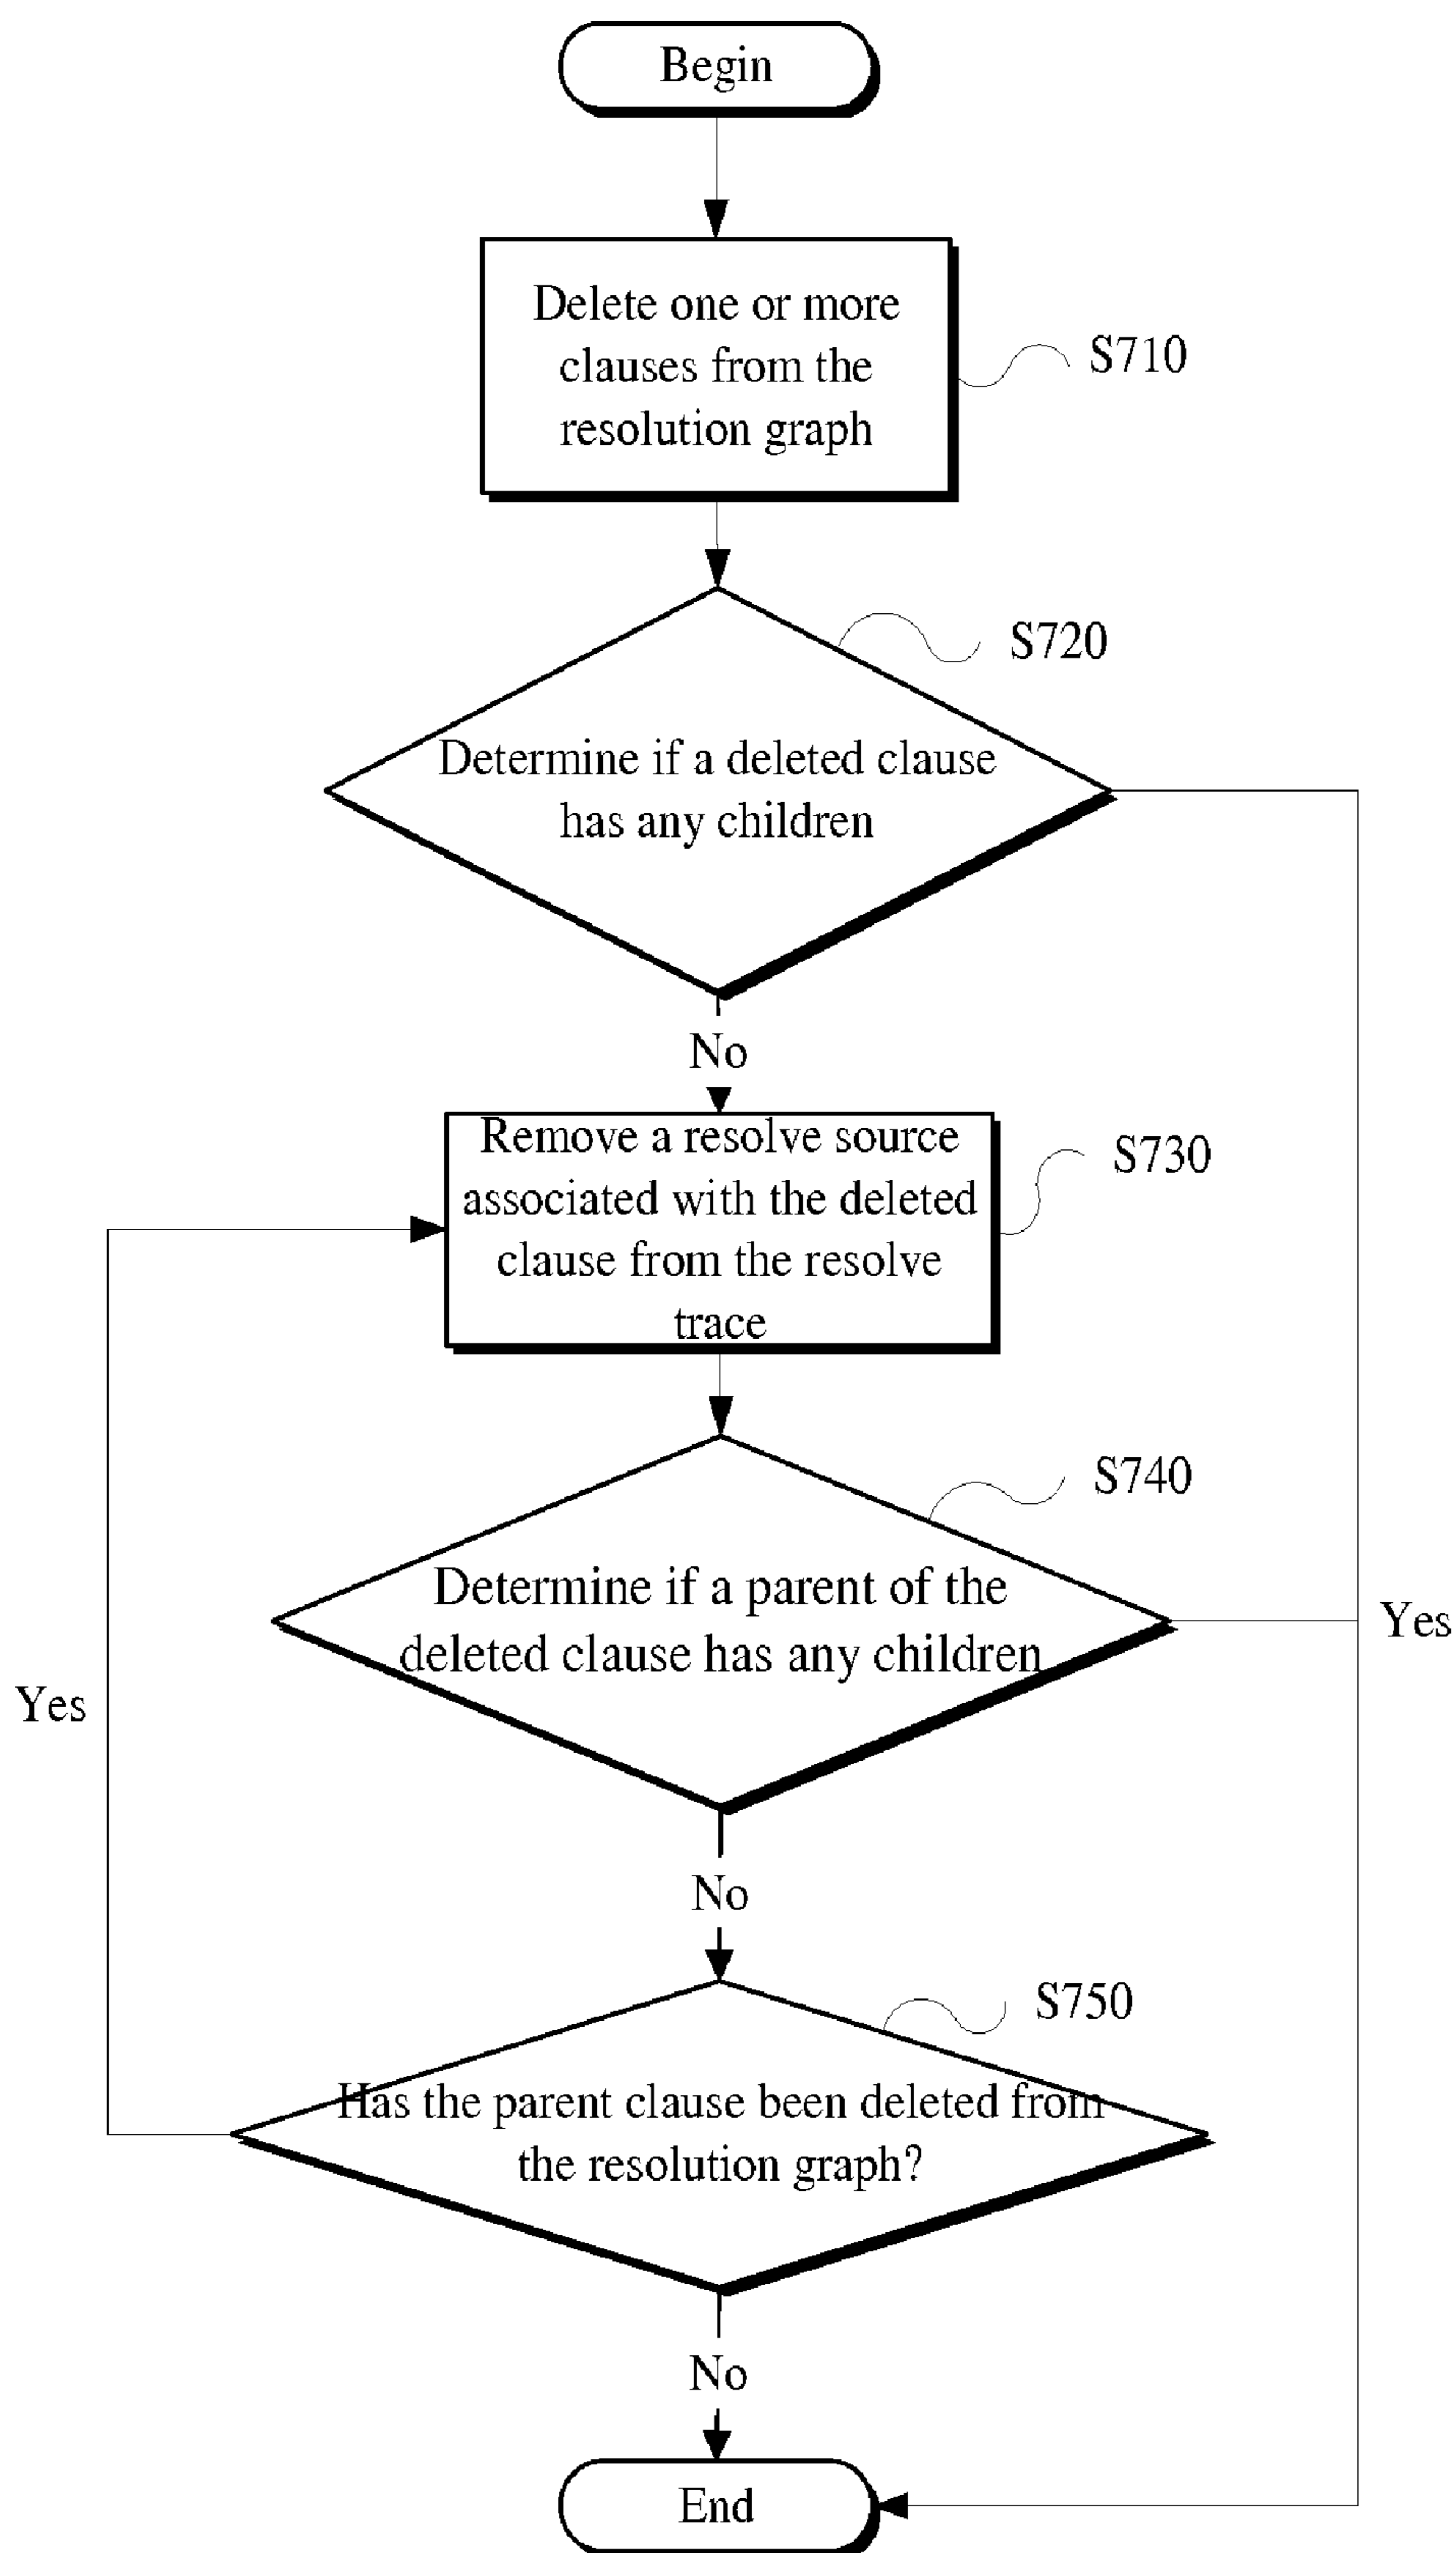 Begin
Delete one or more
clauses from the
resolution graph
S710
S720
Determine if a deleted clause
has any children
No
Remove a resolve source
associated with the deleted
clause from the resolve
trace
S730
S740
Determine if a parent of the
deleted clause has any children
Yes
Yes
No
S750
Has the parent clause been deleted from
the resolution graph?
No
End